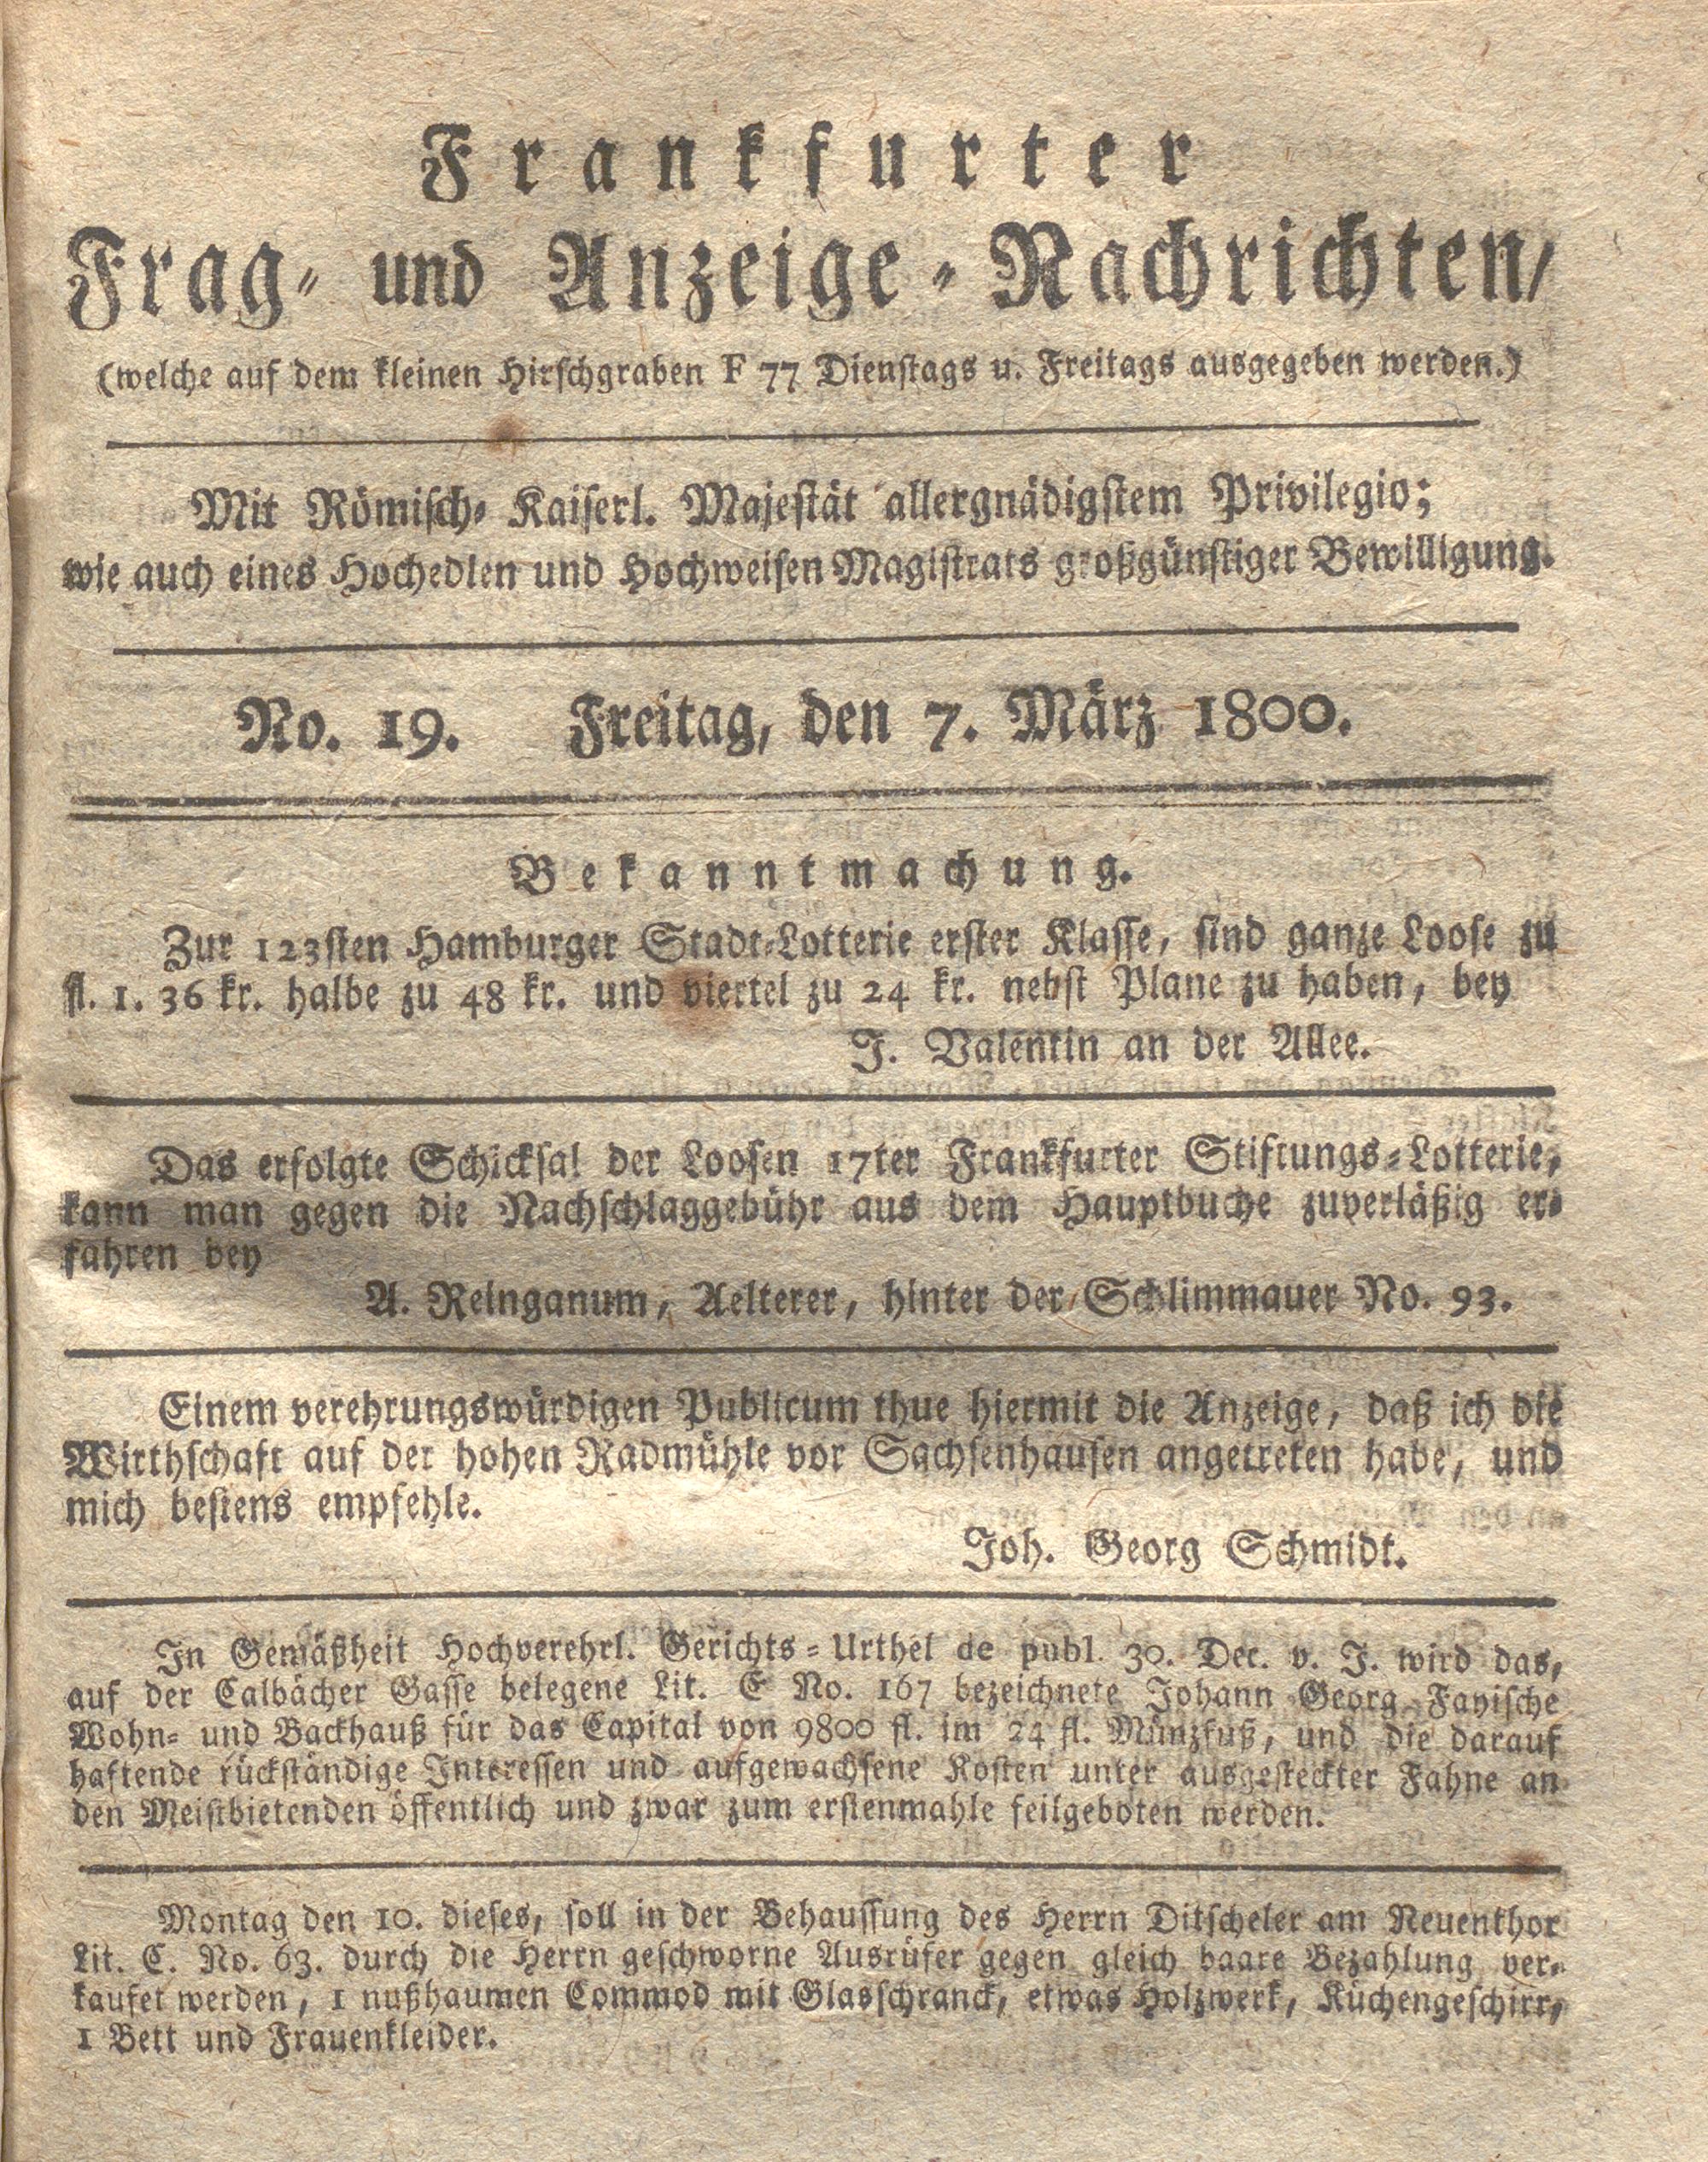 Frankfurter
Frag- und Anzeige-Nachrichten,
(welche auf dem kleinen Hirschgraben F 77 Dienstags u. Freitags ausgegeben werden.)
Mit Römisch- Kaiserl. Majestät allergnädigstem Privilegio;
wie auch eines Hochedlen und Hochweisen Magistrats großgünstiger Bewilligung.
No. 19. Freitag, den 7. März 1800.
Bekanntmachung.
Zur 123sten Hamburger Stadt-Lotterie erster Klasse, sind ganze Loose zu
fl. 1. 36 kr. halbe zu 48 kr. und viertel zu 24 kr. nebst Plane zu haben, bey
J. Valentin an der Allee.
Das erfolgte Schicksal der Loosen 17ter Frankfurter Stiftungs-Lotterie,
kann man gegen die Nachschlaggebühr aus dem Hauptbuche zuverläßig er-
fahren bey
A. Reinganum, Aelterer, hinter der Schlimmauer No. 93.
Einem verehrungswürdigen Publicum thue hiermit die Anzeige, daß ich die
Wirthschaft auf der hohen Radmühle vor Sachsenhausen angetreten habe, und
mich bestens empfehle.
Joh. Georg Schmidt.
In Gemäßheit Hochverehrl. Gerichts-Urthel de publ. 30. Dec. v. J. wird das,
auf der Calbächer Gasse belegene Lit. E No. 167 bezeichnete Johann Georg Fayische
Wohn- und Backhauß für das Capital von 9800 fl. im 24 fl. Münzfuß, und die darauf
haftende rückständige Interessen und aufgewachsene Kosten unter ausgesteckter Fahne an
den Meistbietenden öffentlich und zwar zum erstenmahle feilgeboten werden.
Montag den 10. dieses, soll in der Behaussung des Herrn Ditscheler am Neuenthor
Lit. C. No. 63. durch die Herrn geschworne Ausrüfer gegen gleich baare Bezahlung ver-
kaufet werden, 1 nußbaumen Commod mit Glasschranck, etwas Holzwerk, Küchengeschirr,
1 Bett und Frauenkleider.